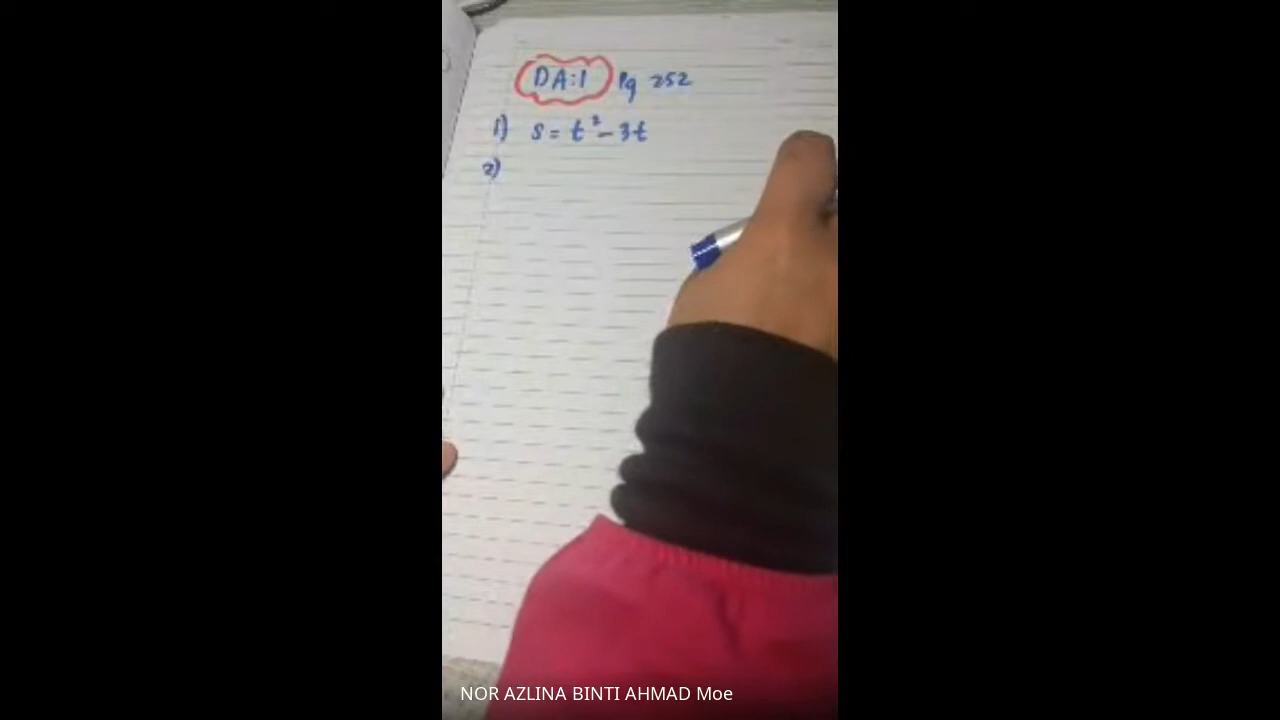 DA:1 Pg 252
1) s = t² - 3t
2)
NOR AZLINA BINTI AHMAD Moe